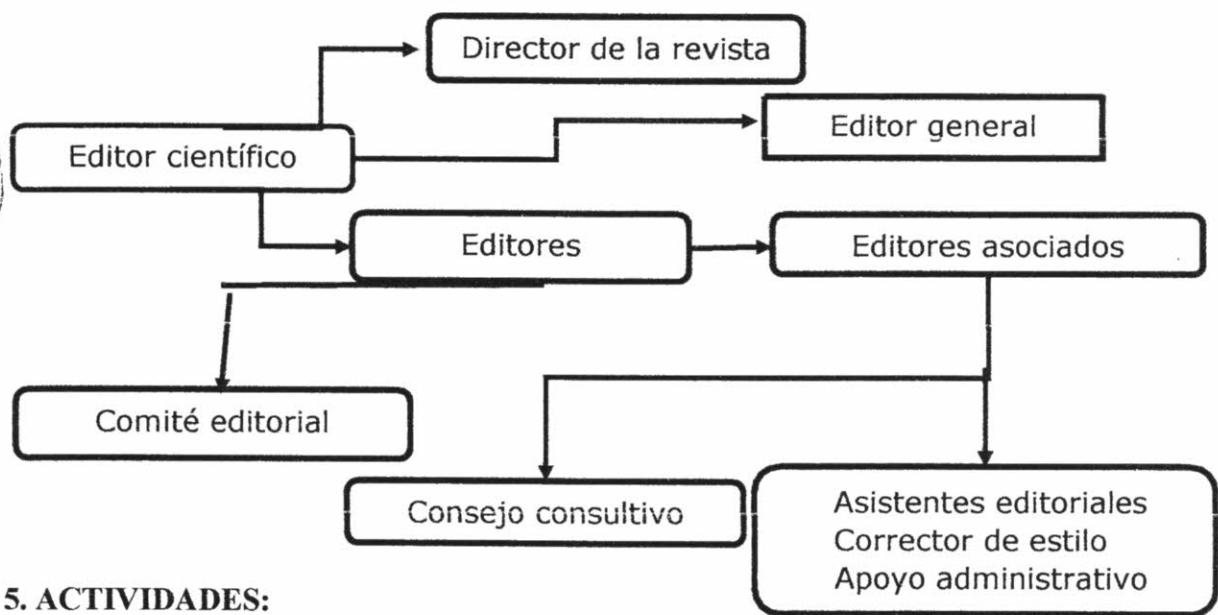 Director de la revista
Editor general
Editor científico
Editores
Editores asociados
Comité editorial
Consejo consultivo
Asistentes editoriales
Corrector de estilo
Apoyo administrativo
5. ACTIVIDADES: